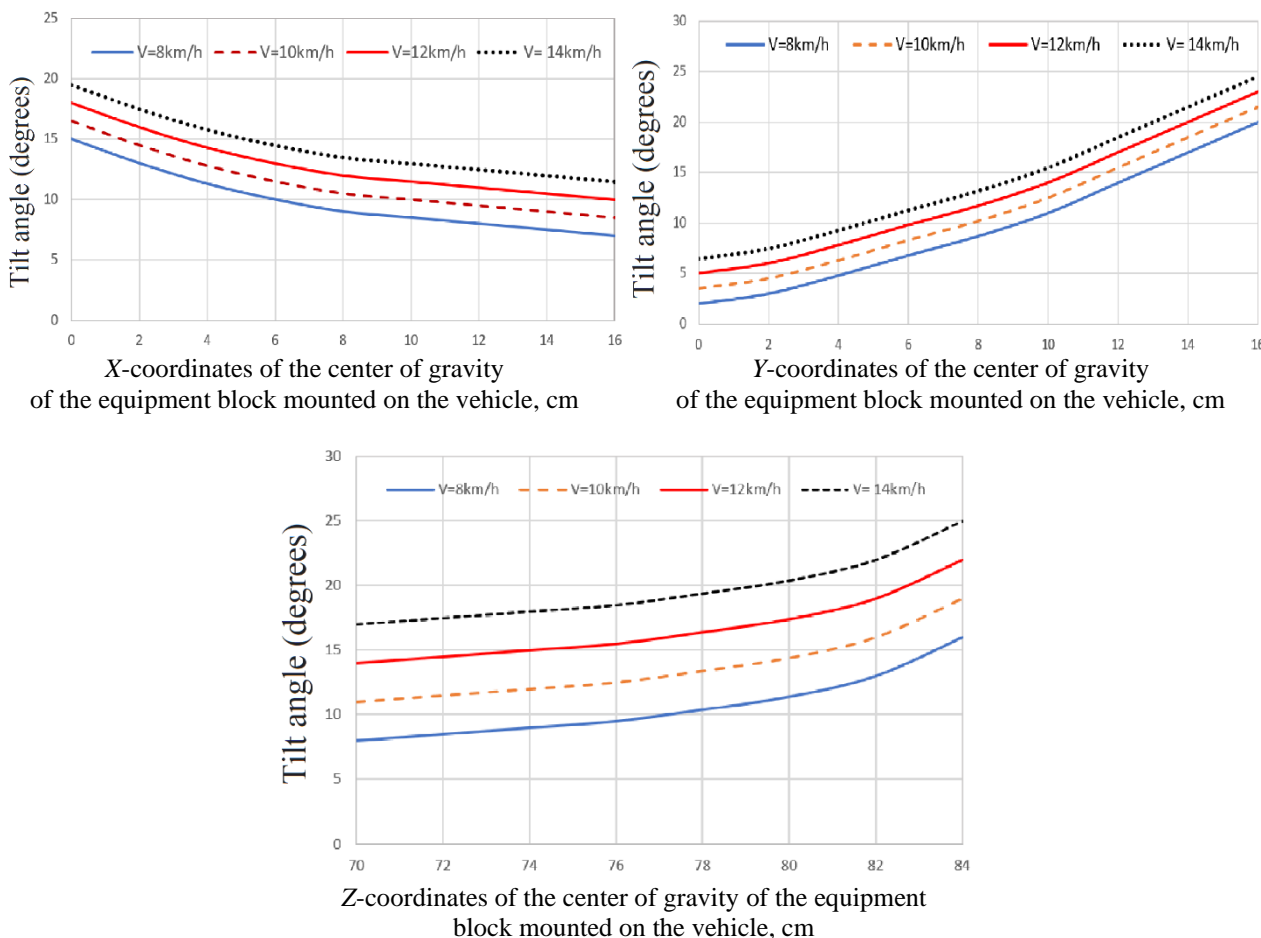 25
20
15
10
5
0
V=8km/h V=10km/h V=12km/h V= 14km/h
Tilt angle (degrees)
0 2 4 6 8 10 12 14 16
X-coordinates of the center of gravity
of the equipment block mounted on the vehicle, cm
30
25
20
15
10
5
0
V=8km/h V=10km/h V=12km/h V= 14km/h
Tilt angle (degrees)
0 2 4 6 8 10 12 14 16
Y-coordinates of the center of gravity
of the equipment block mounted on the vehicle, cm
30
25
20
15
10
5
0
V=8km/h V=10km/h V=12km/h V= 14km/h
Tilt angle (degrees)
70 72 74 76 78 80 82 84
Z-coordinates of the center of gravity of the equipment
block mounted on the vehicle, cm